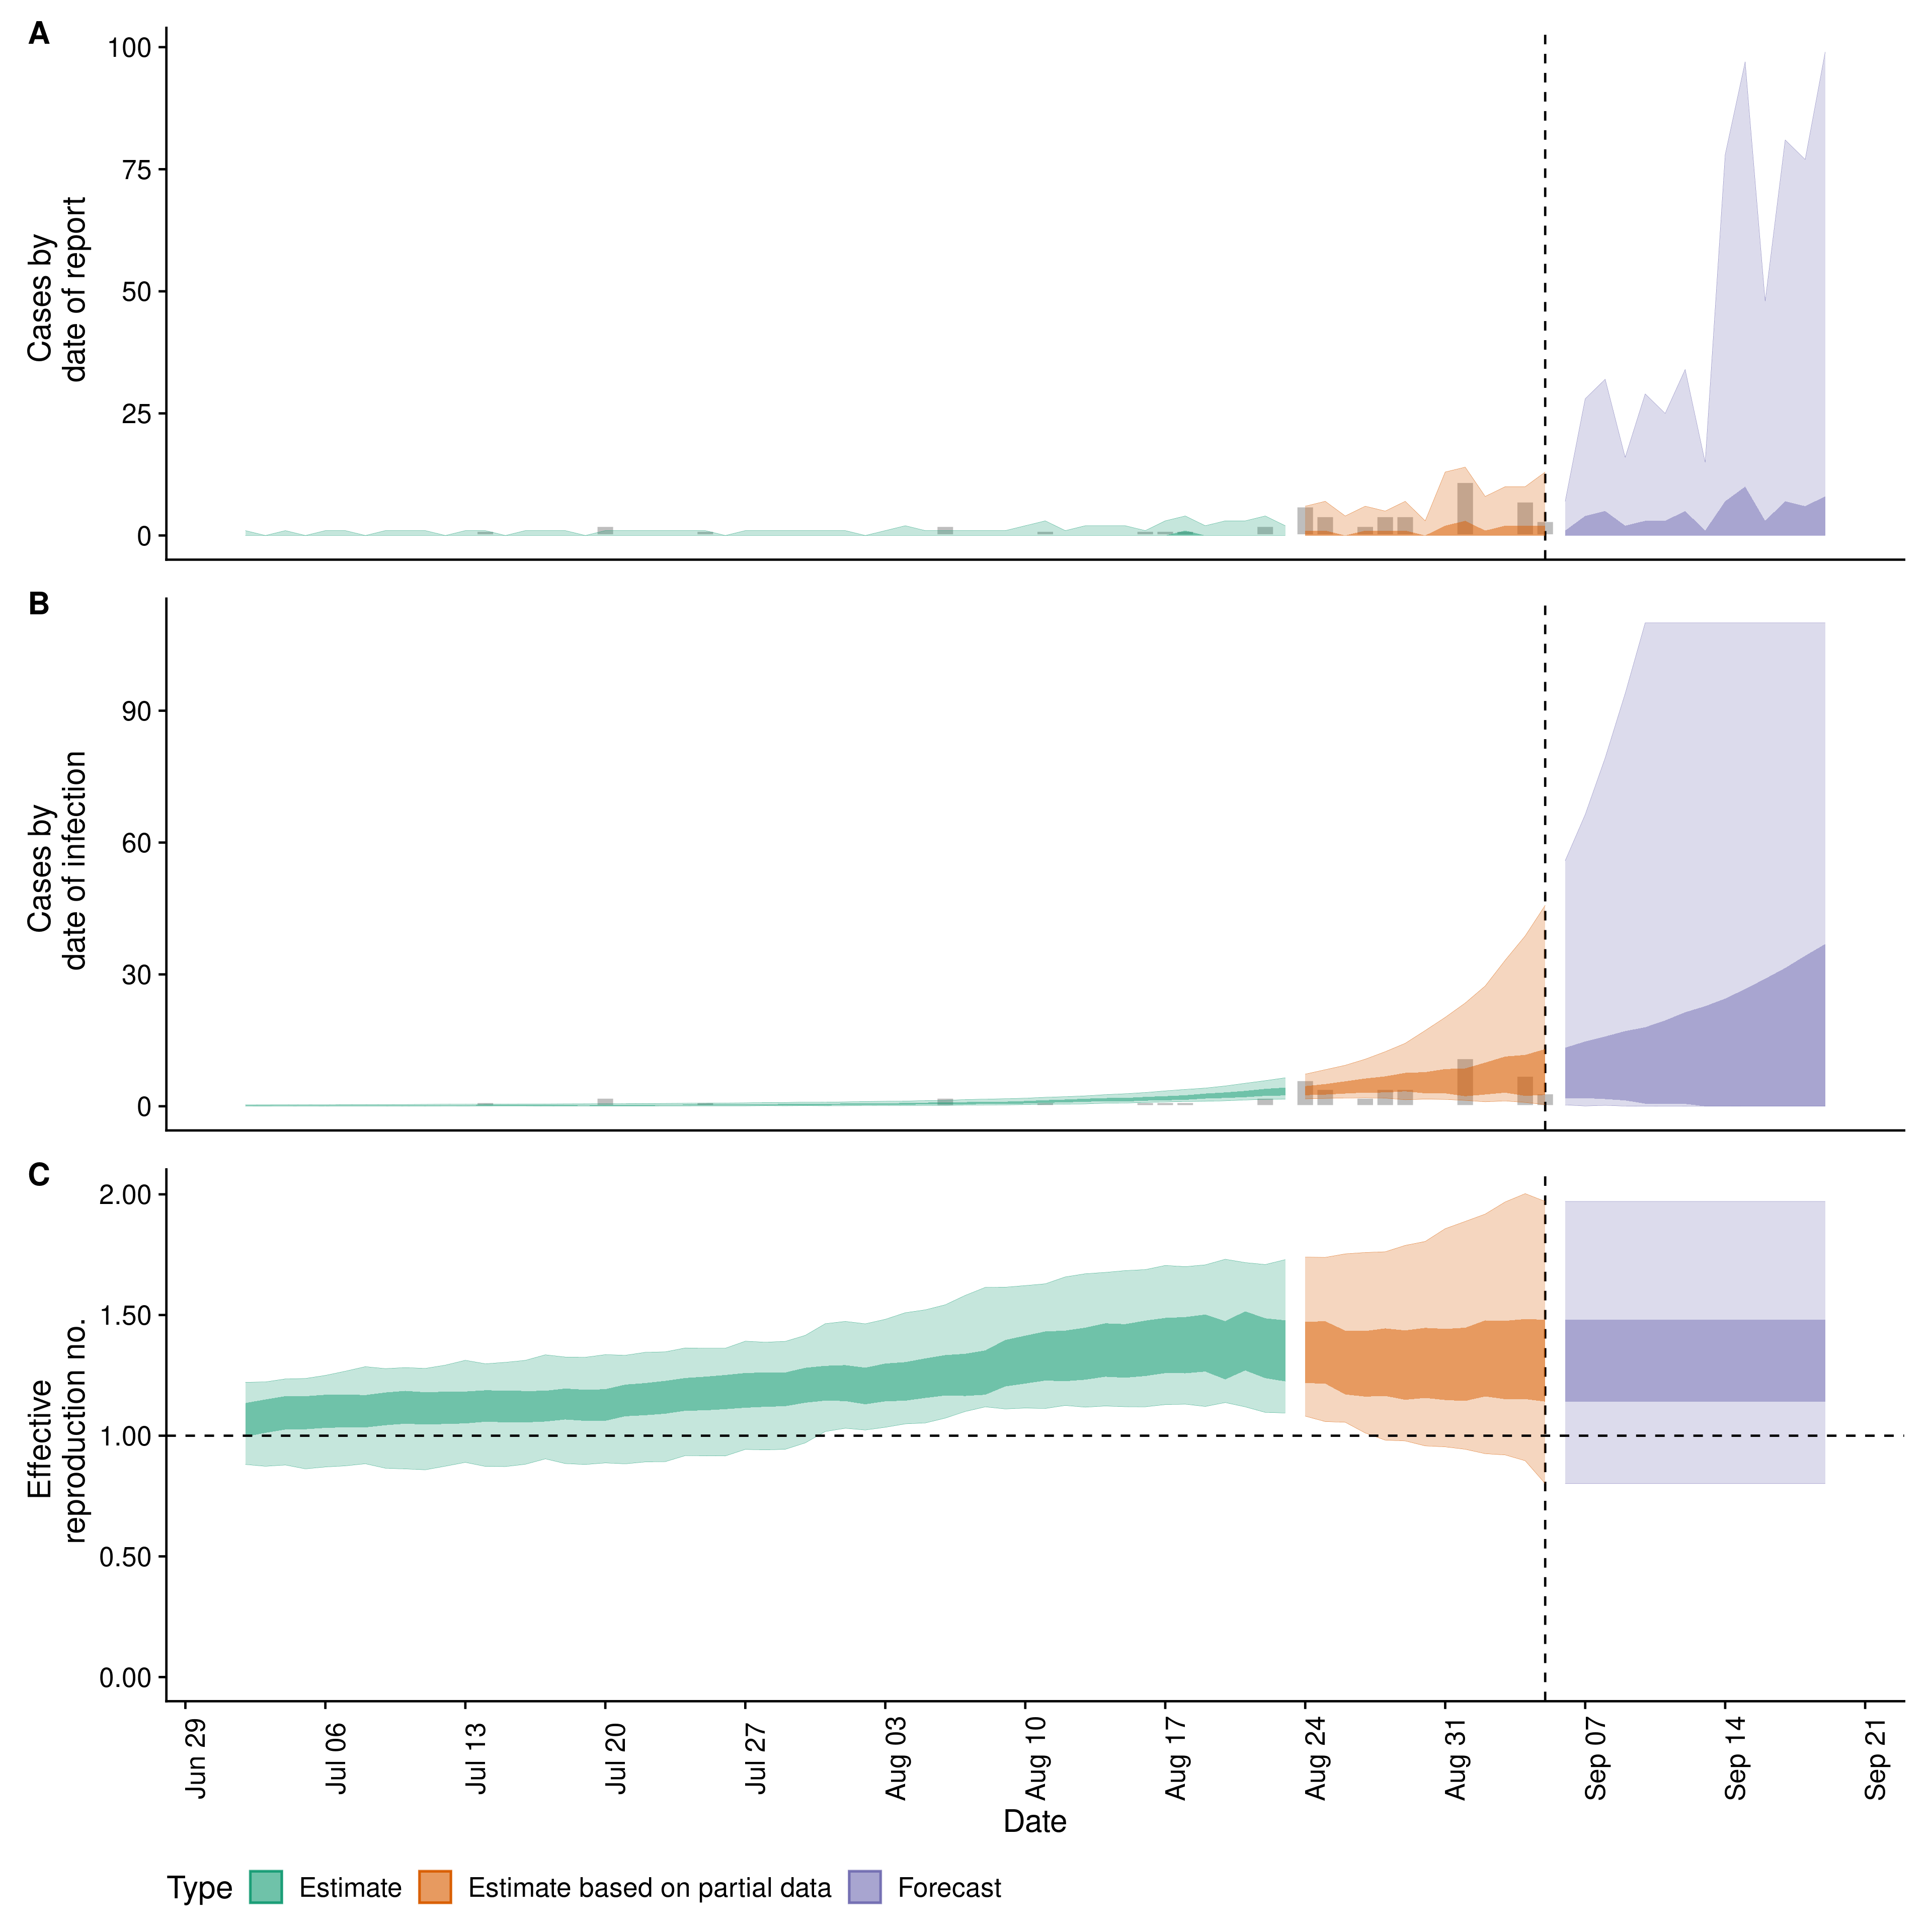 A
100
75
50
25
0
Cases by
date of report
B
90
60
30
0
Cases by
date of infection
C
2.00
1.50
1.00
0.50
0.00
Effective
reproduction no.
Jun 29
Jul 06
Jul 13
Jul 20
Jul 27
Aug 03
Aug 10
Aug 17
Aug 24
Aug 31
Sep 07
Sep 14
Sep 21
Date
Type Estimate Estimate based on partial data Forecast